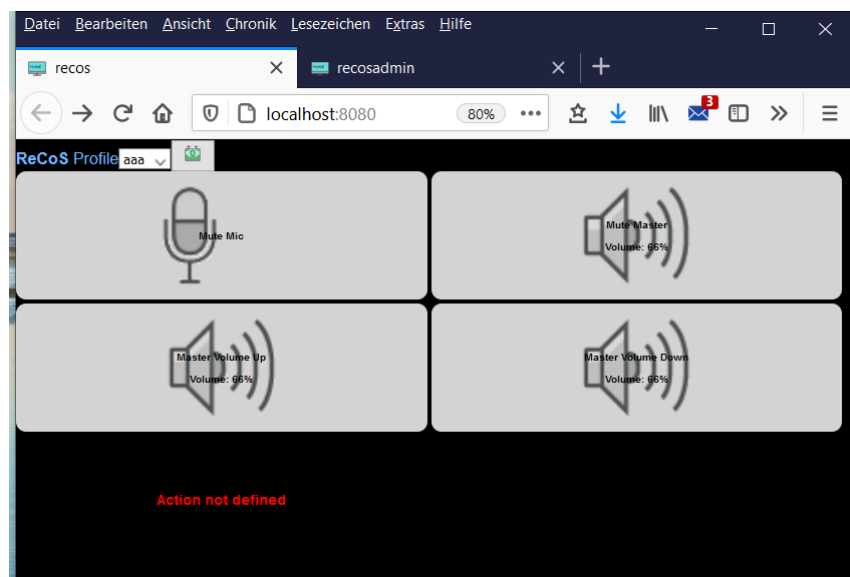 Datei Bearbeiten Ansicht Chronik Lesezeichen Extras Hilfe
recos recosadmin
localhost:8080 80% 3
ReCoS Profile aaa
Mute Mic
Mute Master
Volume: 66%
Master Volume Up
Volume: 66%
Master Volume Down
Volume: 66%
Action not defined